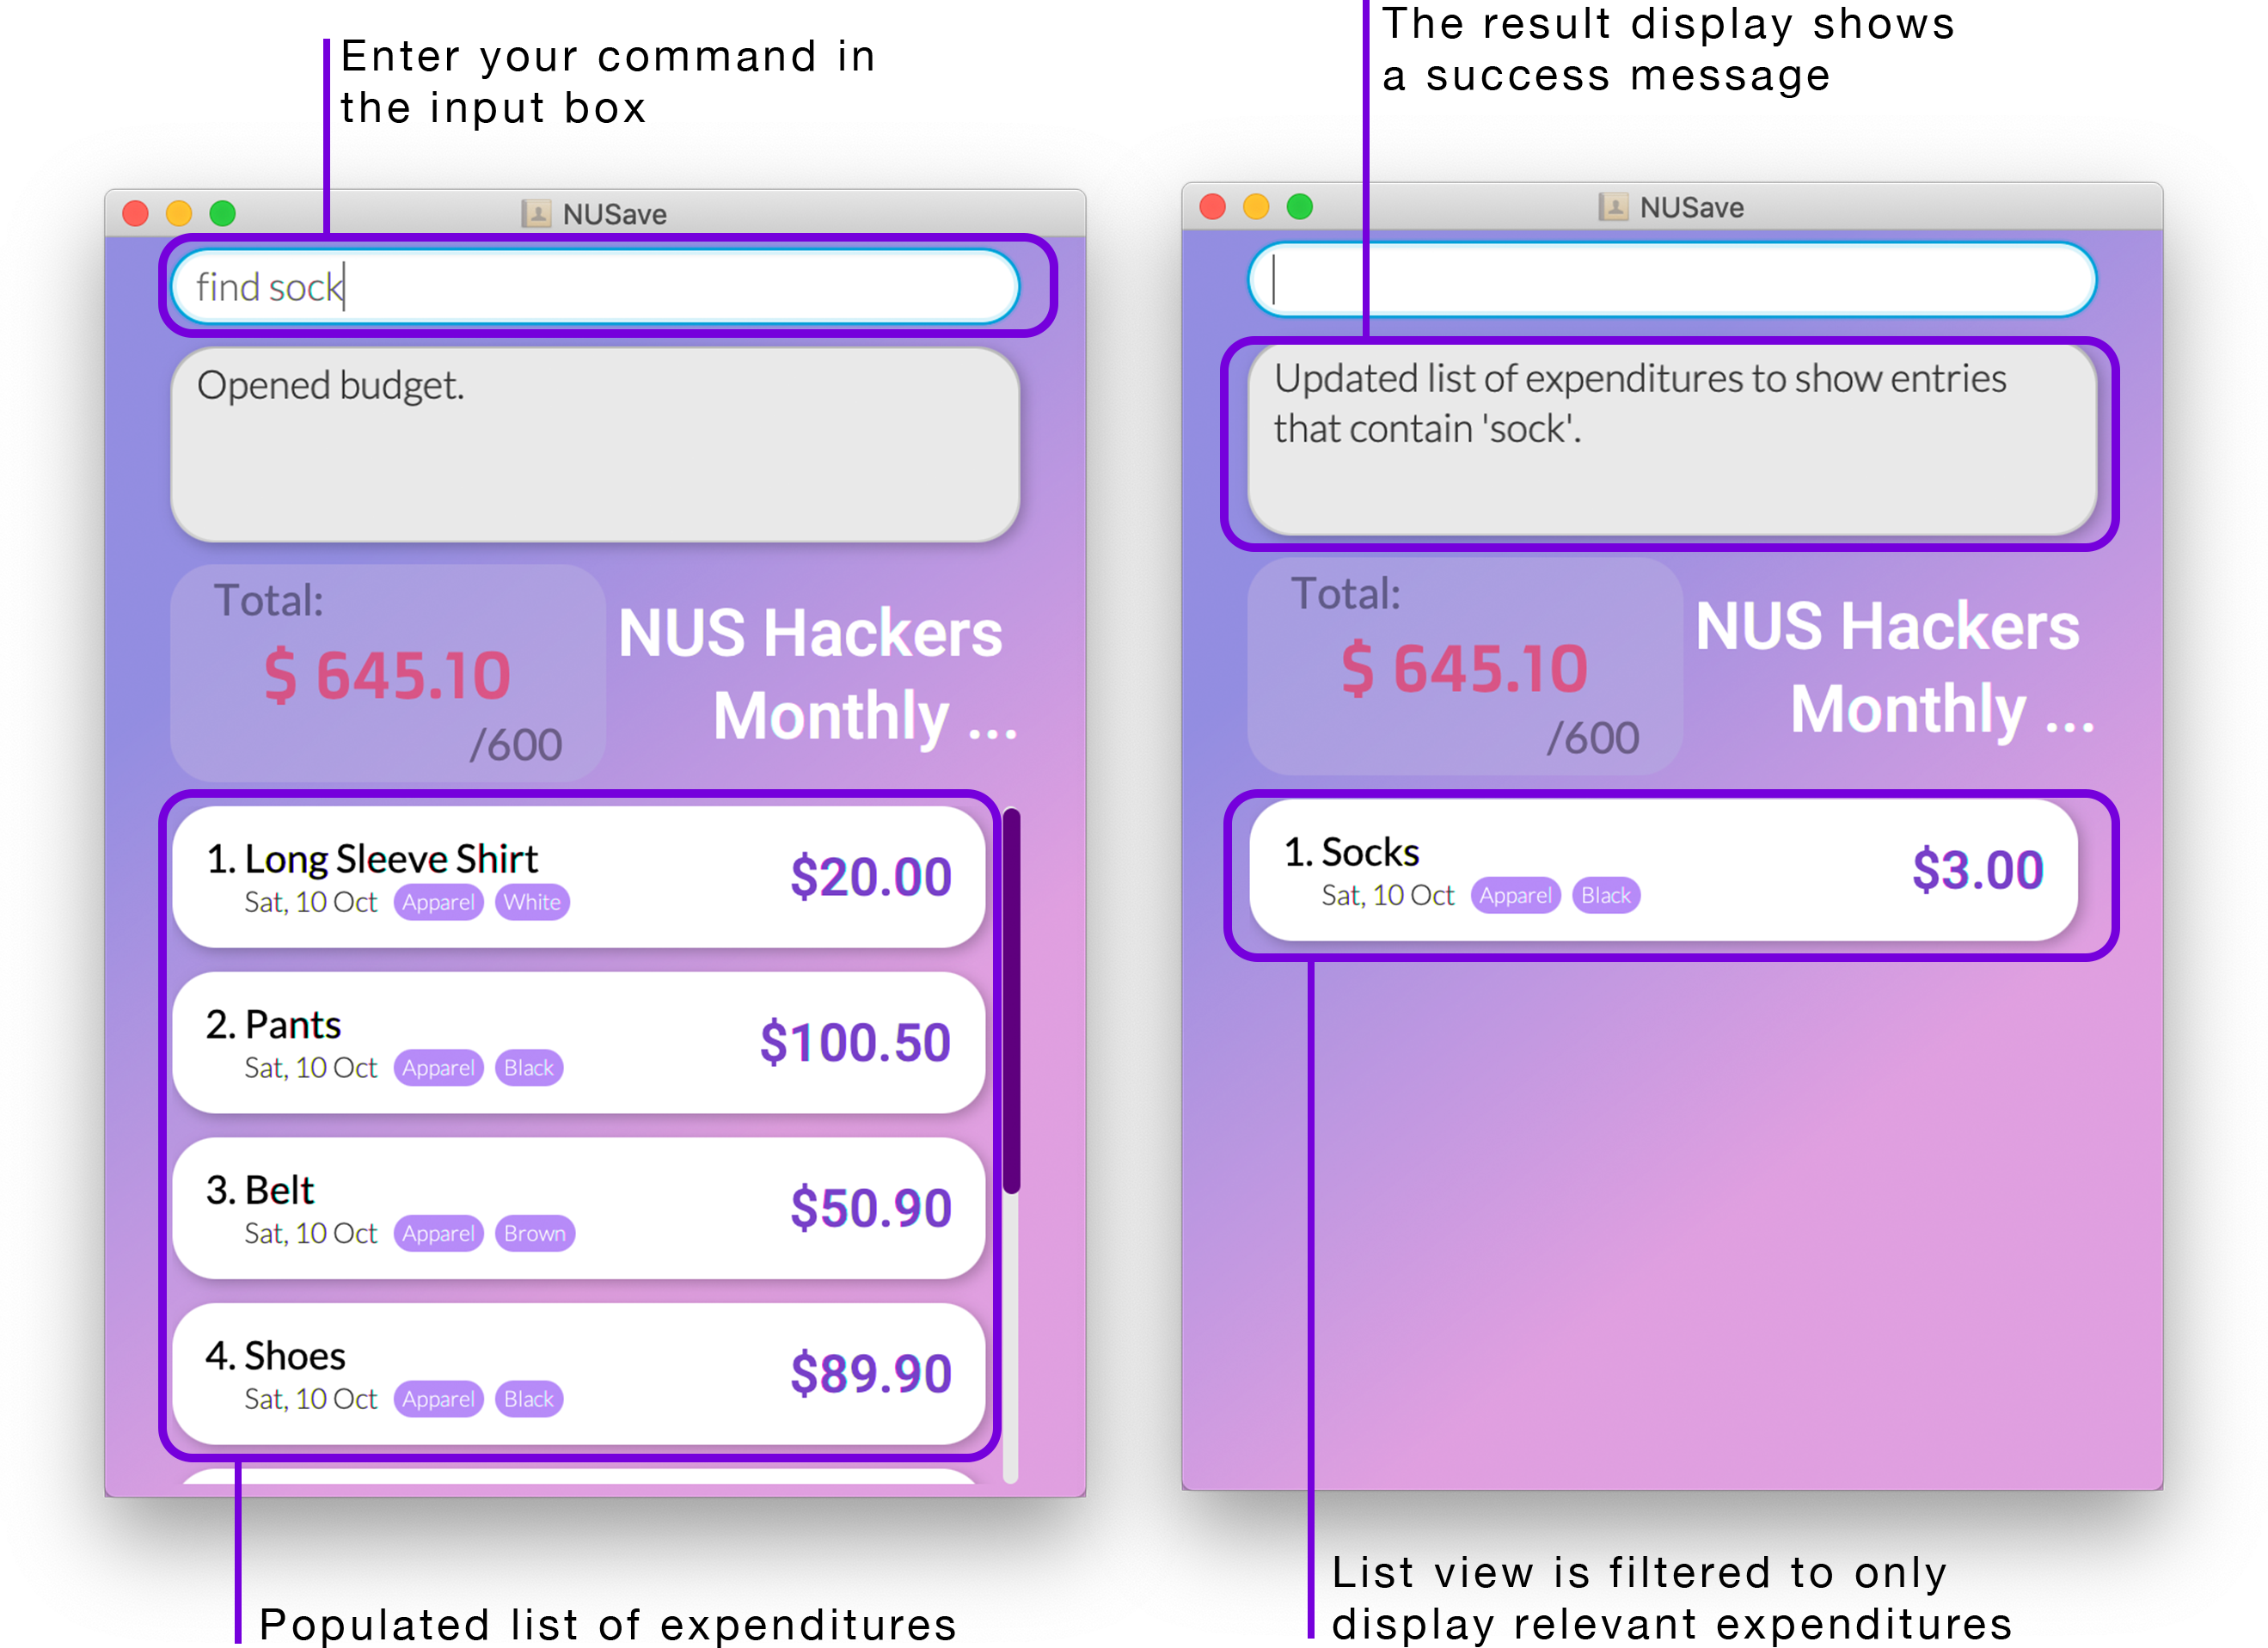 Enter your command in
the input box
NUSave
find sock
Opened budget.
Total:
$ 645.10
/600
NUS Hackers
Monthly ...
1. Long Sleeve Shirt
Sat, 10 Oct Apparel White
$20.00
2. Pants
Sat, 10 Oct Apparel Black
$100.50
3. Belt
Sat, 10 Oct Apparel Brown
$50.90
4. Shoes
Sat, 10 Oct Apparel Black
$89.90
Populated list of expenditures
The result display shows
a success message
NUSave
Updated list of expenditures to show entries
that contain 'sock'.
Total:
$ 645.10
/600
NUS Hackers
Monthly ...
1. Socks
Sat, 10 Oct Apparel Black
$3.00
List view is filtered to only
display relevant expenditures